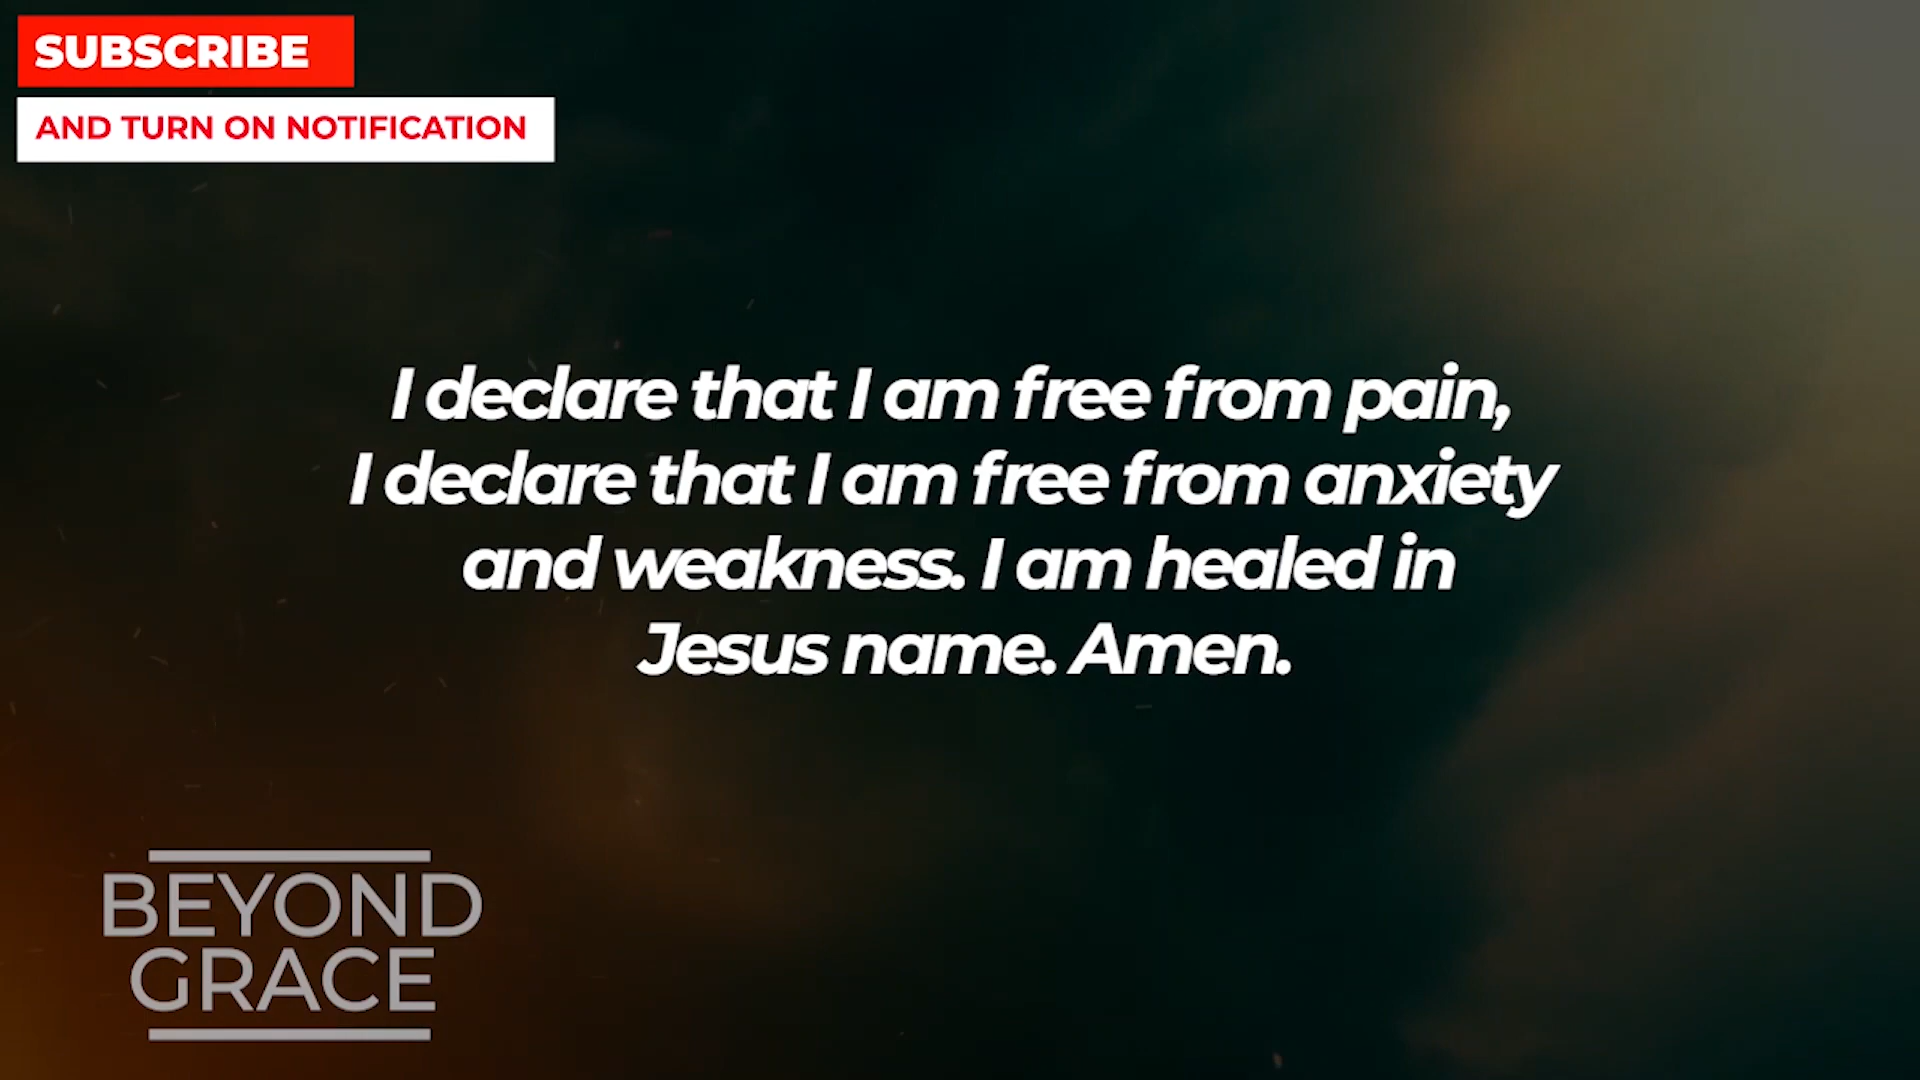 SUBSCRIBE
AND TURN ON NOTIFICATION
I declare that I am free from pain,
I declare that I am free from anxiety
and weakness. I am healed in
Jesus name. Amen.
BEYOND
GRACE